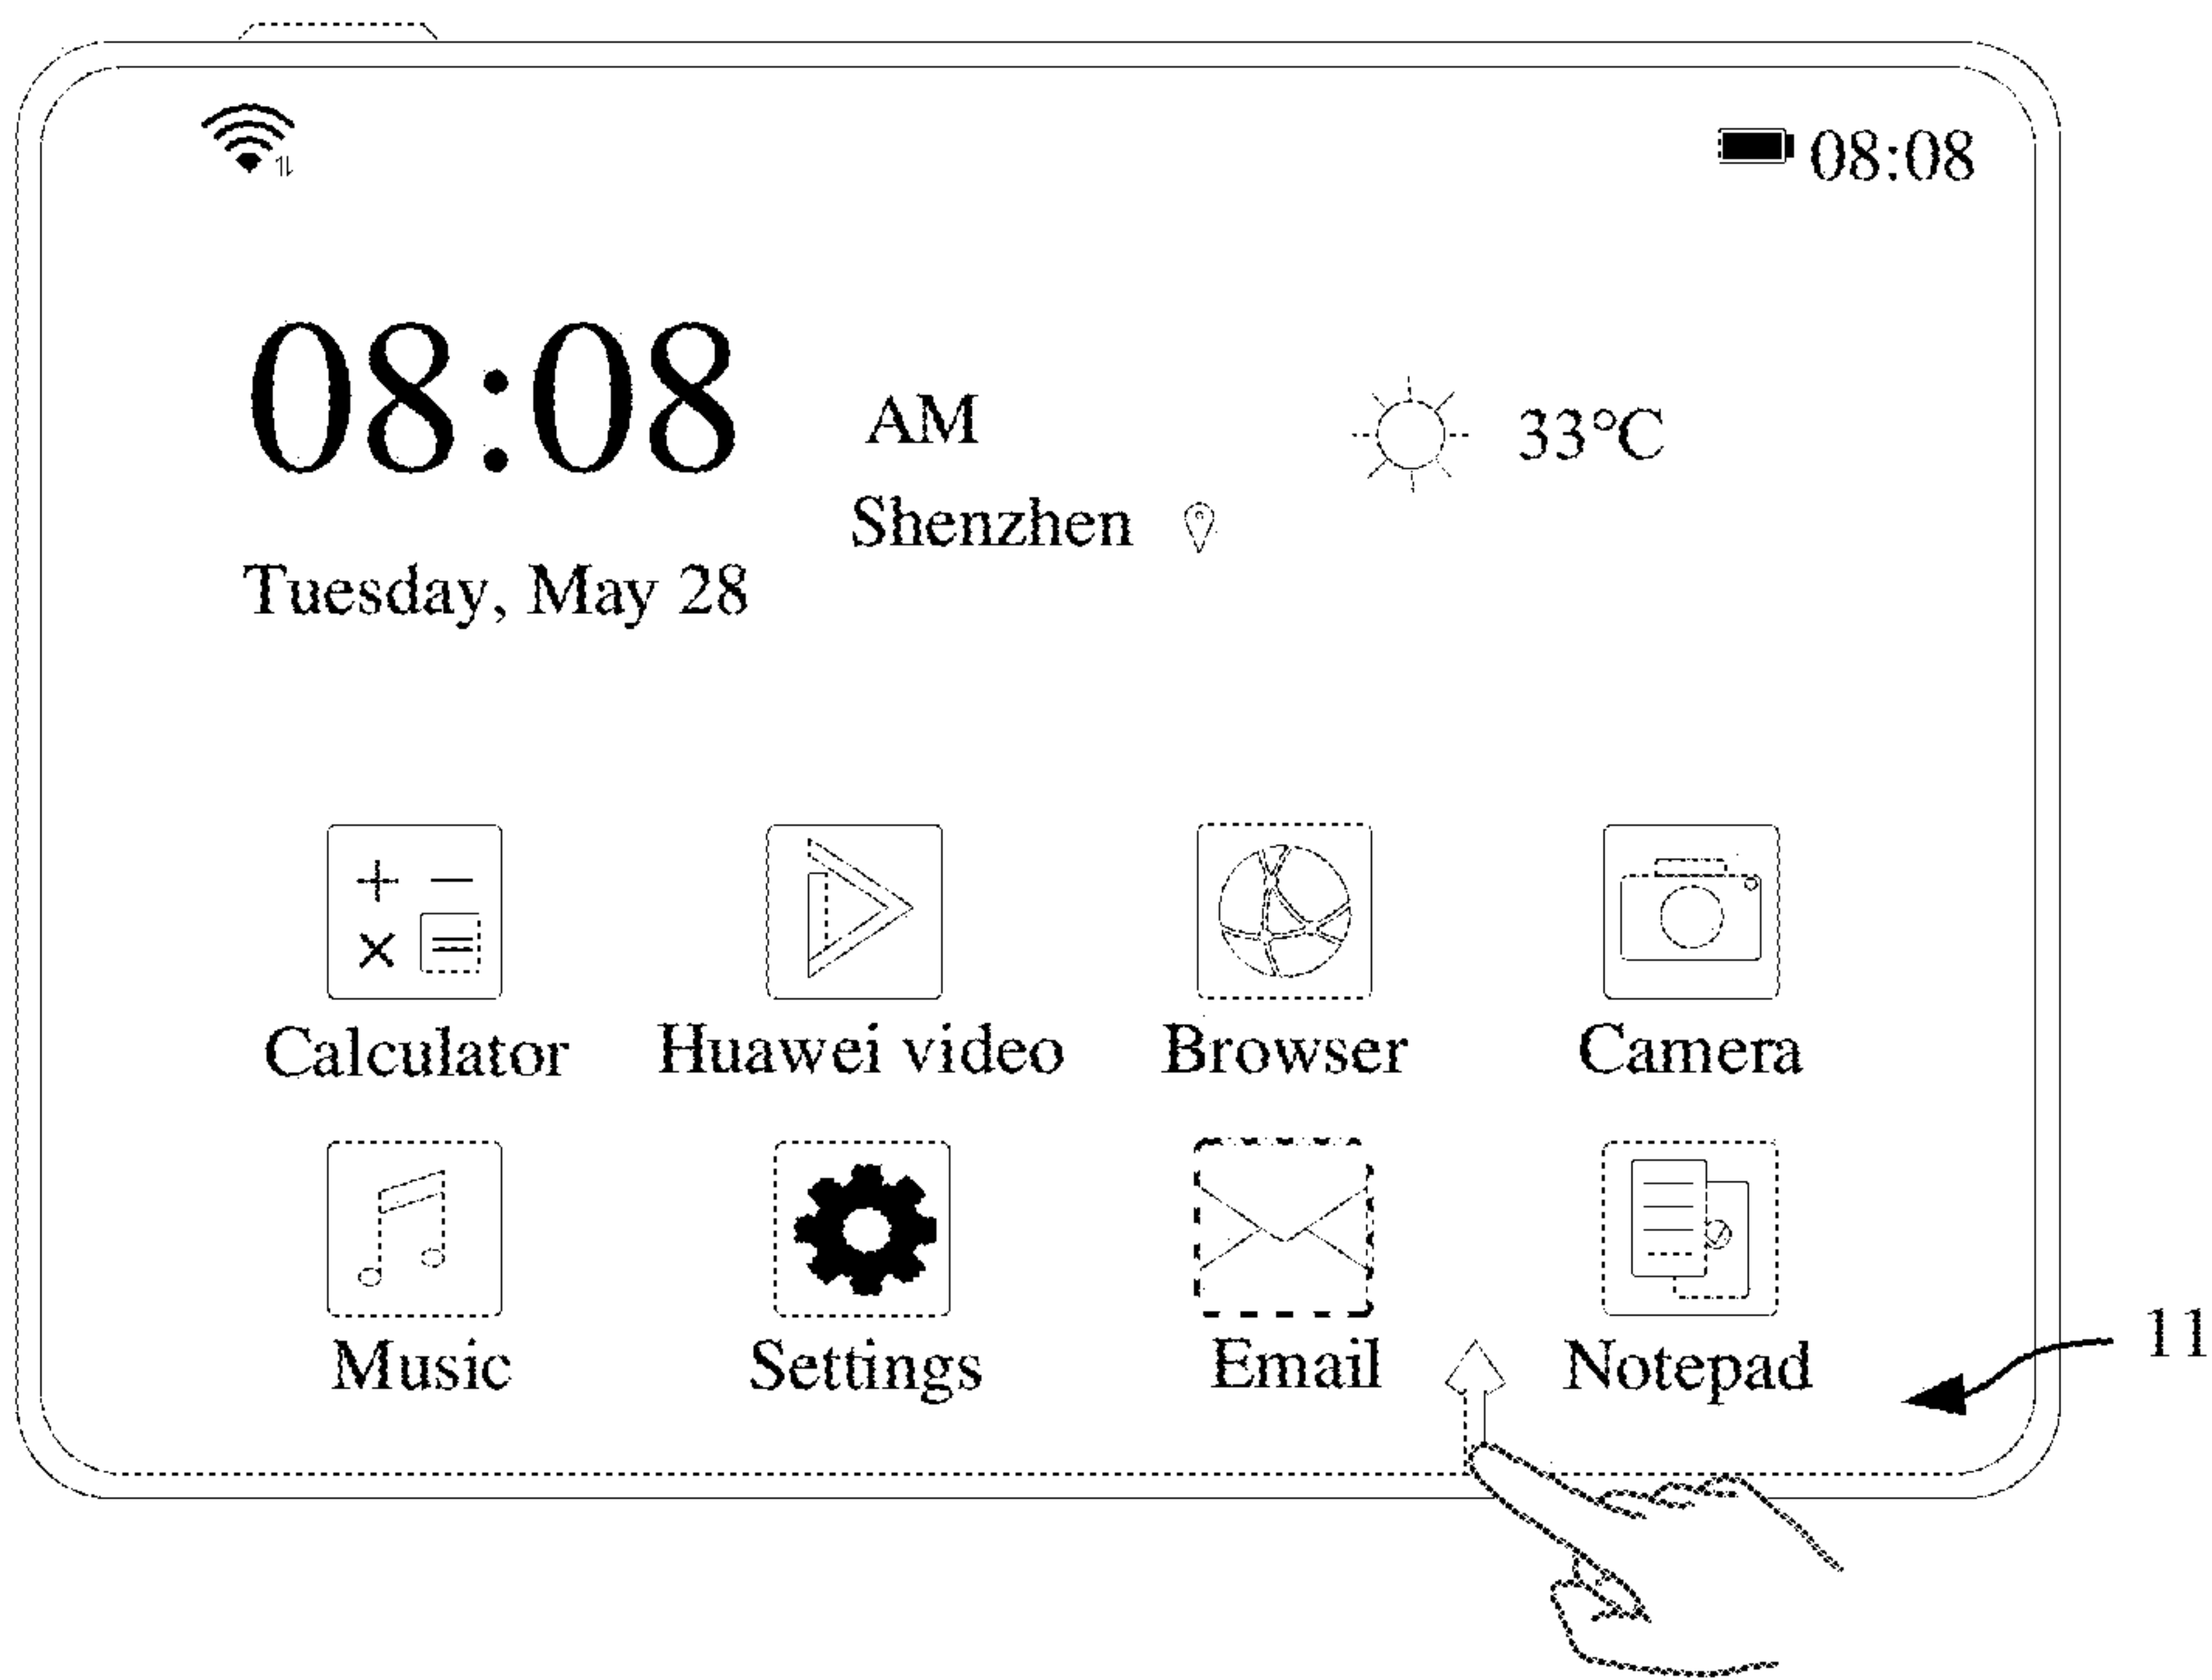 08:08
08:08 AM
33°C
Shenzhen
Tuesday, May 28
Calculator Huawei video Browser Camera
Music Settings Email Notepad
11